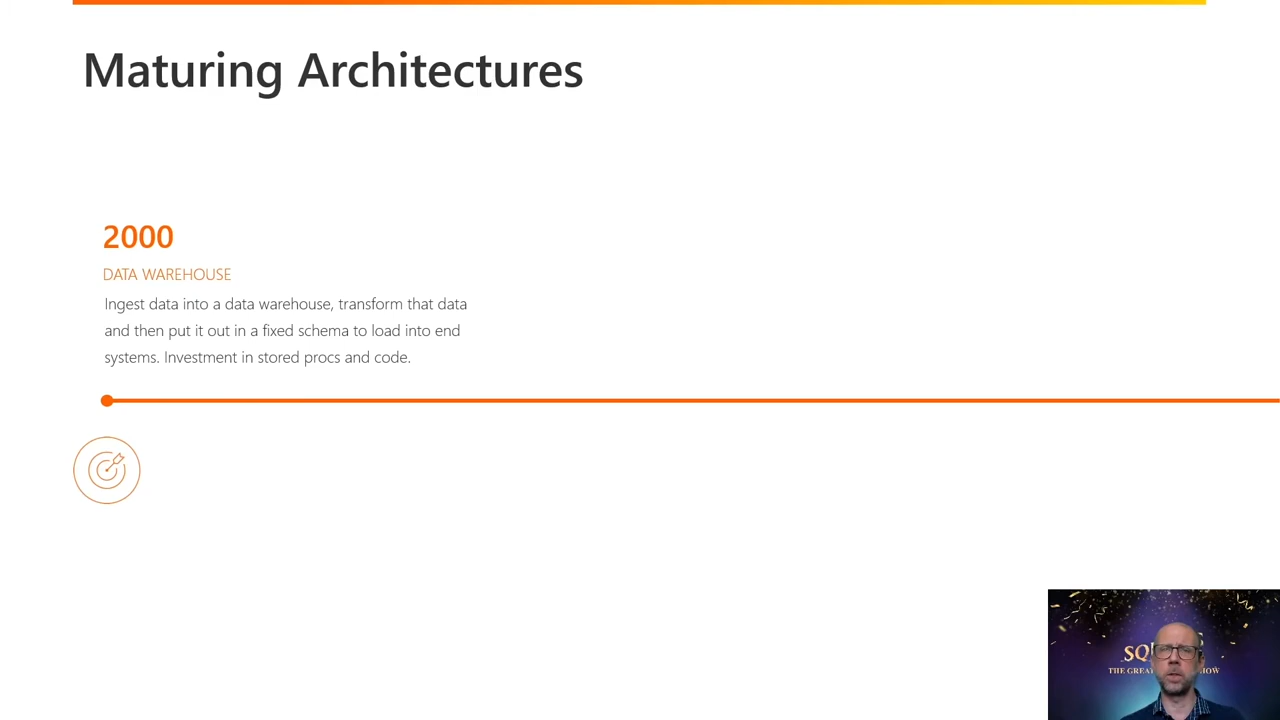 Maturing Architectures
2000
DATA WAREHOUSE
Ingest data into a data warehouse, transform that data
and then put it out in a fixed schema to load into end
systems. Investment in stored procs and code.
THE